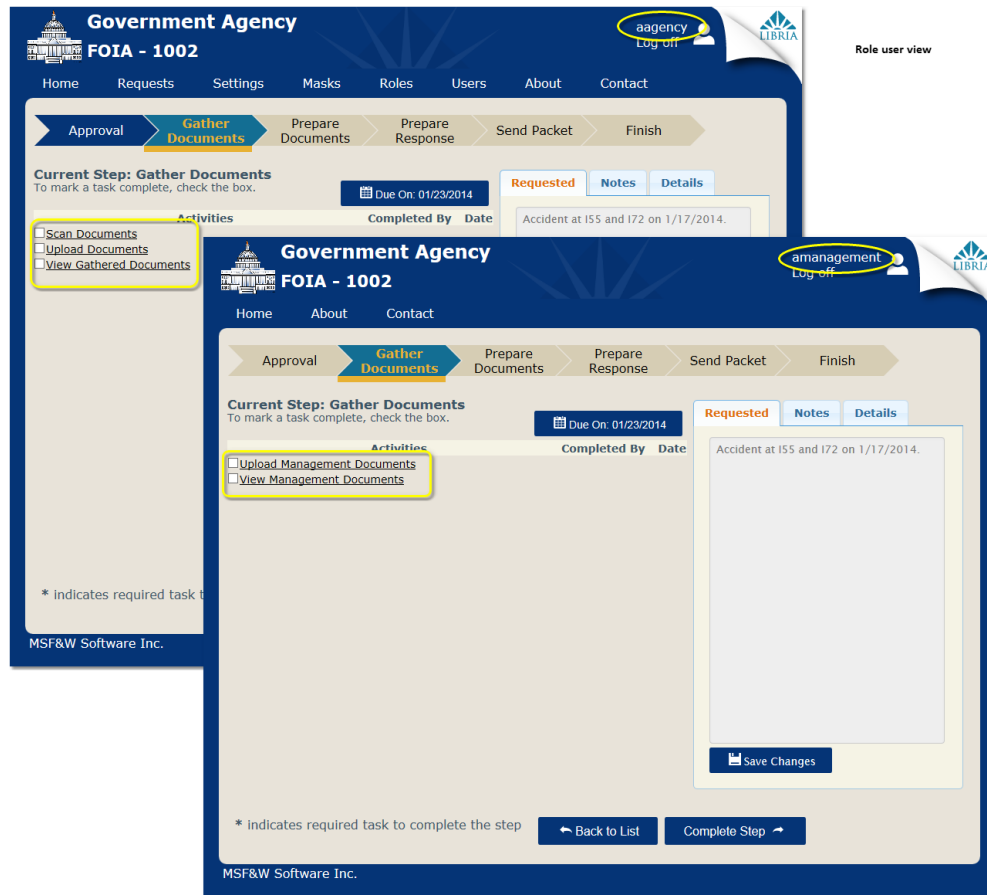 Government Agency
FOIA - 1002
aagency
Log off
LIBRIA
Role user view
Home Requests Settings Masks Roles Users About Contact
Approval
Gather Documents
Prepare Documents
Prepare Response
Send Packet
Finish
Current Step: Gather Documents
To mark a task complete, check the box.
Due On: 01/23/2014
Requested Notes Details
Activities Completed By Date
Accident at I55 and I72 on 1/17/2014.
Scan Documents
Upload Documents
View Gathered Documents
* indicates required task t
MSF&W Software Inc.
Government Agency
FOIA - 1002
amanagement
Log off
LIBRIA
Home About Contact
Approval
Gather Documents
Prepare Documents
Prepare Response
Send Packet
Finish
Current Step: Gather Documents
To mark a task complete, check the box.
Due On: 01/23/2014
Requested Notes Details
Activities Completed By Date
Accident at I55 and I72 on 1/17/2014.
Upload Management Documents
View Management Documents
Save Changes
* indicates required task to complete the step
Back to List
Complete Step
MSF&W Software Inc.